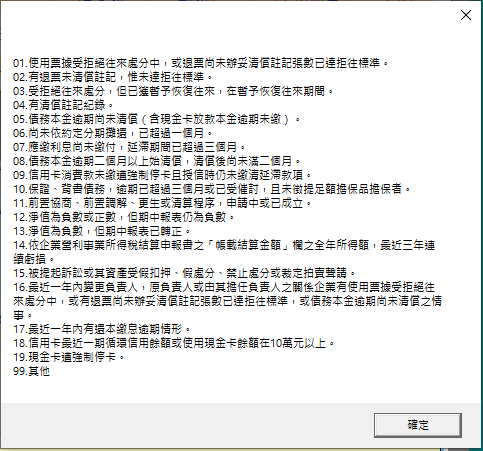 01.使用票據受拒絕往來處分中，或退票尚未辦妥清償註記張數已達拒往標準。
02.有退票未清償註記，惟未達拒往標準。
03.受拒絕往來處分，但已獲暫予恢復往來，在暫予恢復往來期間。
04.有清償註記紀錄。
05.債務本金逾期尚未清償（含現金卡放款本金逾期未繳）。
06.尚未依約定分期攤還，已超過一個月。
07.應繳利息尚未繳付，延滯期間已超過三個月。
08.債務本金逾期二個月以上始清償，清償後尚未滿二個月。
09.信用卡消費款未繳遭強制停卡且授信時仍未繳清延滯款項。
10.保證、背書債務，逾期已超過三個月或已受催討，且未徵提足額擔保品擔保者。
11.前置協商、前置調解、更生或清算程序，申請中或已成立。
12.淨值為負數或正數，但期中報表仍為負數。
13.淨值為負數，但期中報表已轉正。
14.依企業營利事業所得稅結算申報書之「帳載結算金額」欄之全年所得額，最近三年連
續虧損。
15.被提起訴訟或其資產受假扣押、假處分、禁止處分或裁定拍賣聲請。
16.最近一年內變更負責人，原負責人或由其擔任負責人之關係企業有使用票據受拒絕往
來處分中，或有退票尚未辦妥清償註記張數已達拒往標準，或債務本金逾期尚未清償之情
事。
17.最近一年內有還本繳息逾期情形。
18.信用卡最近一期循環信用餘額或使用現金卡餘額在10萬元以上。
19.現金卡遭強制停卡。
99.其他
確定